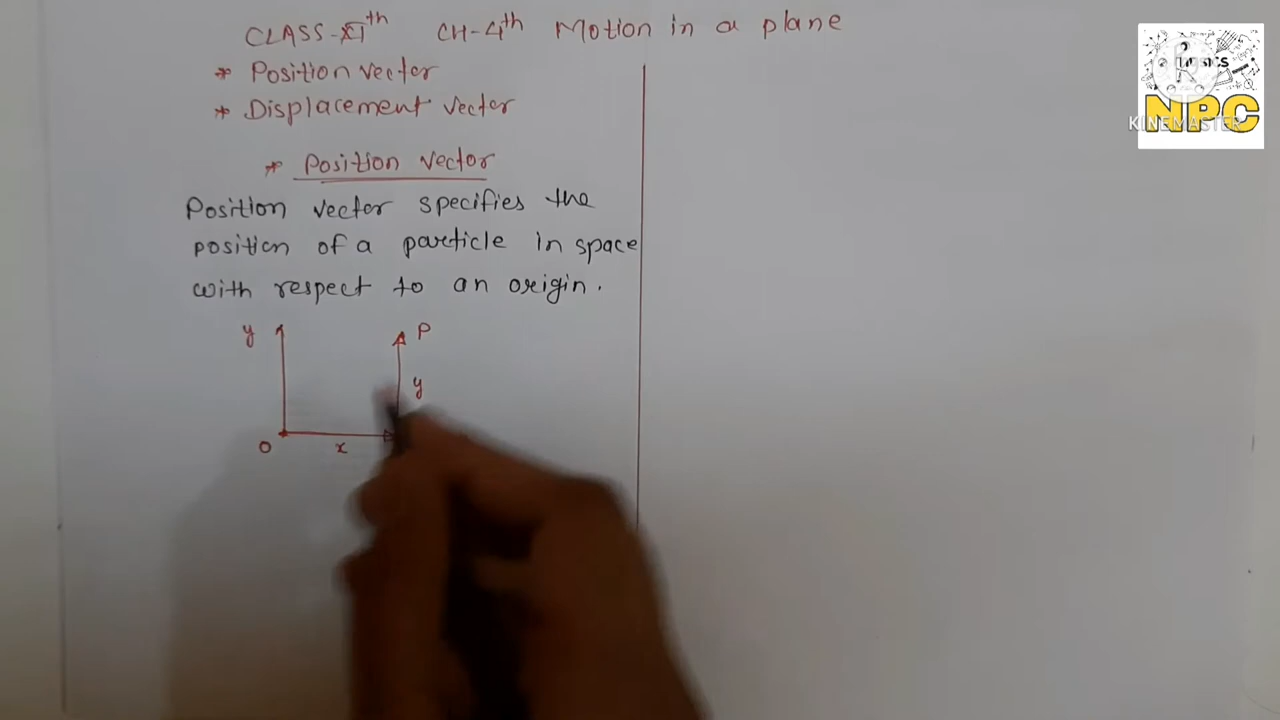 CLASS-XIth CH-4th Motion in a plane
* Position vector
* Displacement vector
* Position vector
Position vector specifies the
position of a particle in space
with respect to an origin.
y P
y
O x
NPC
KINEMASTER